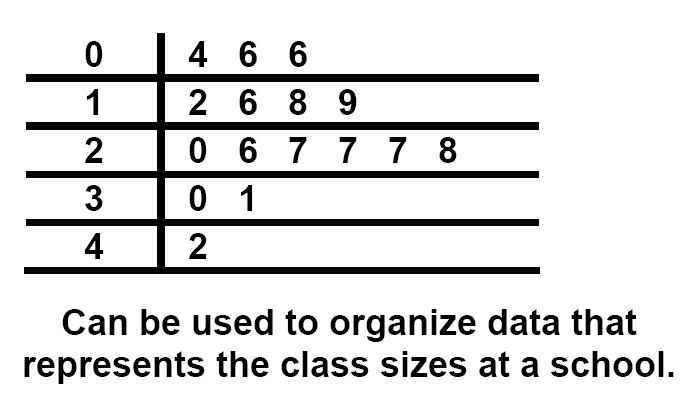 0 4 6 6
1 2 6 8 9
2 0 6 7 7 7 8
3 0 1
4 2
Can be used to organize data that
represents the class sizes at a school.